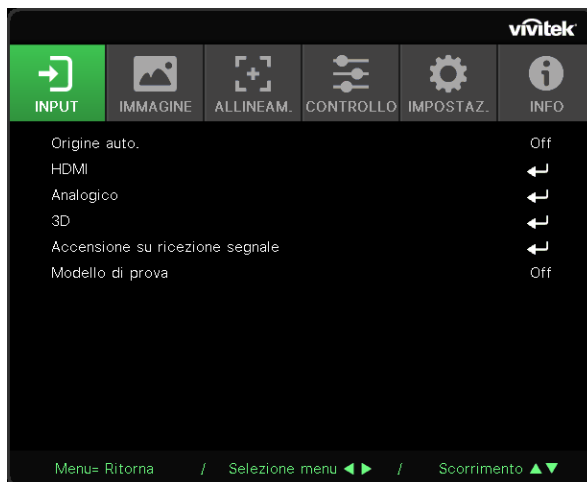 vivitek
INPUT IMMAGINE ALLINEAM. CONTROLLO IMPOSTAZ. INFO
Origine auto. Off
HDMI
Analogico
3D
Accensione su ricezione segnale
Modello di prova Off
Menu= Ritorna / Selezione menu ◀ ▶ / Scorrimento ▲▼